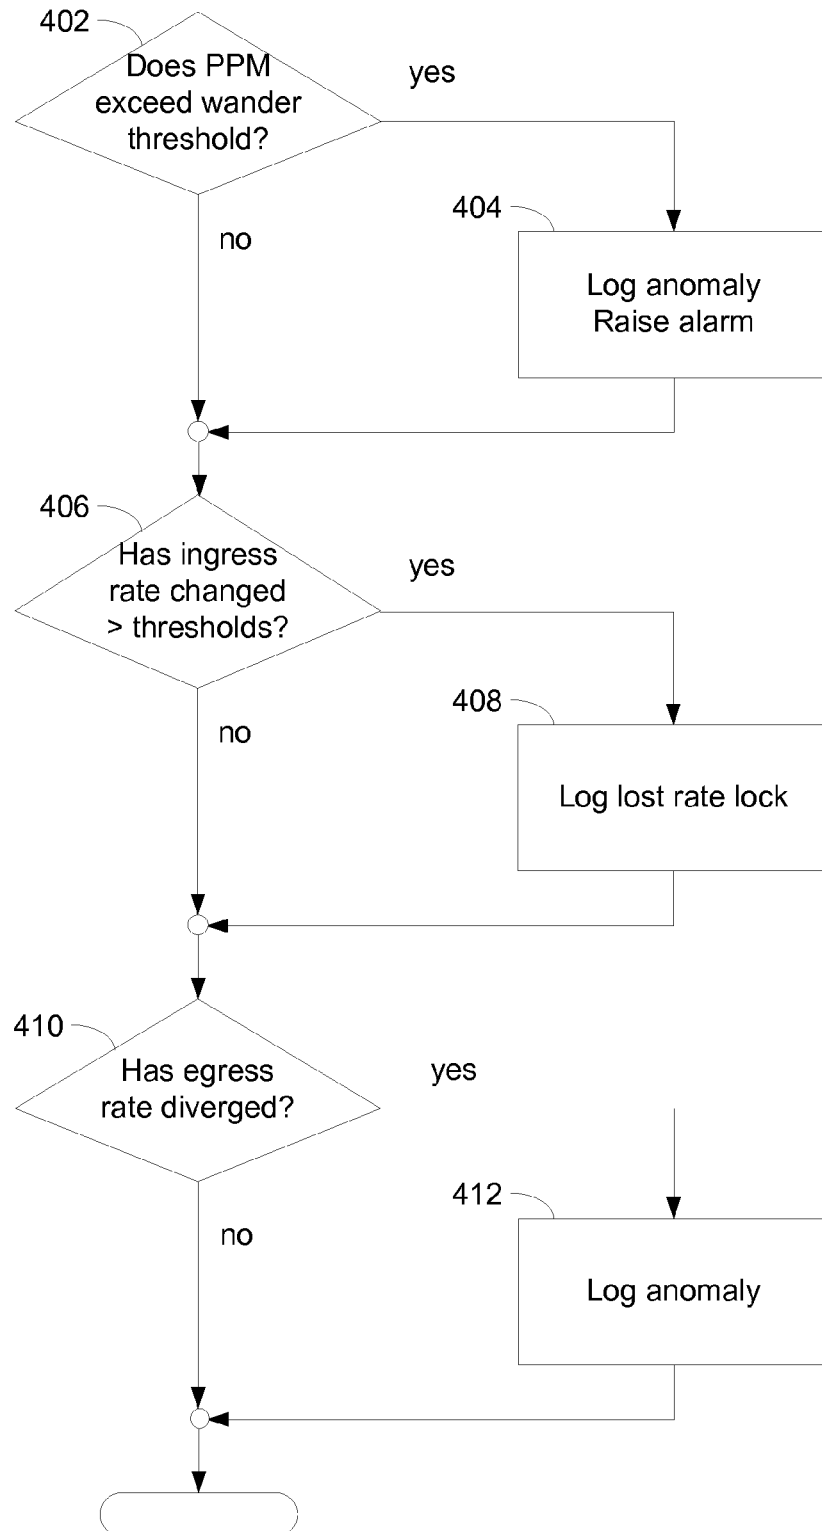 402
Does PPM
exceed wander
threshold?
yes
no
404
Log anomaly
Raise alarm
406
Has ingress
rate changed
> thresholds?
yes
no
408
Log lost rate lock
410
Has egress
rate diverged?
yes
no
412
Log anomaly